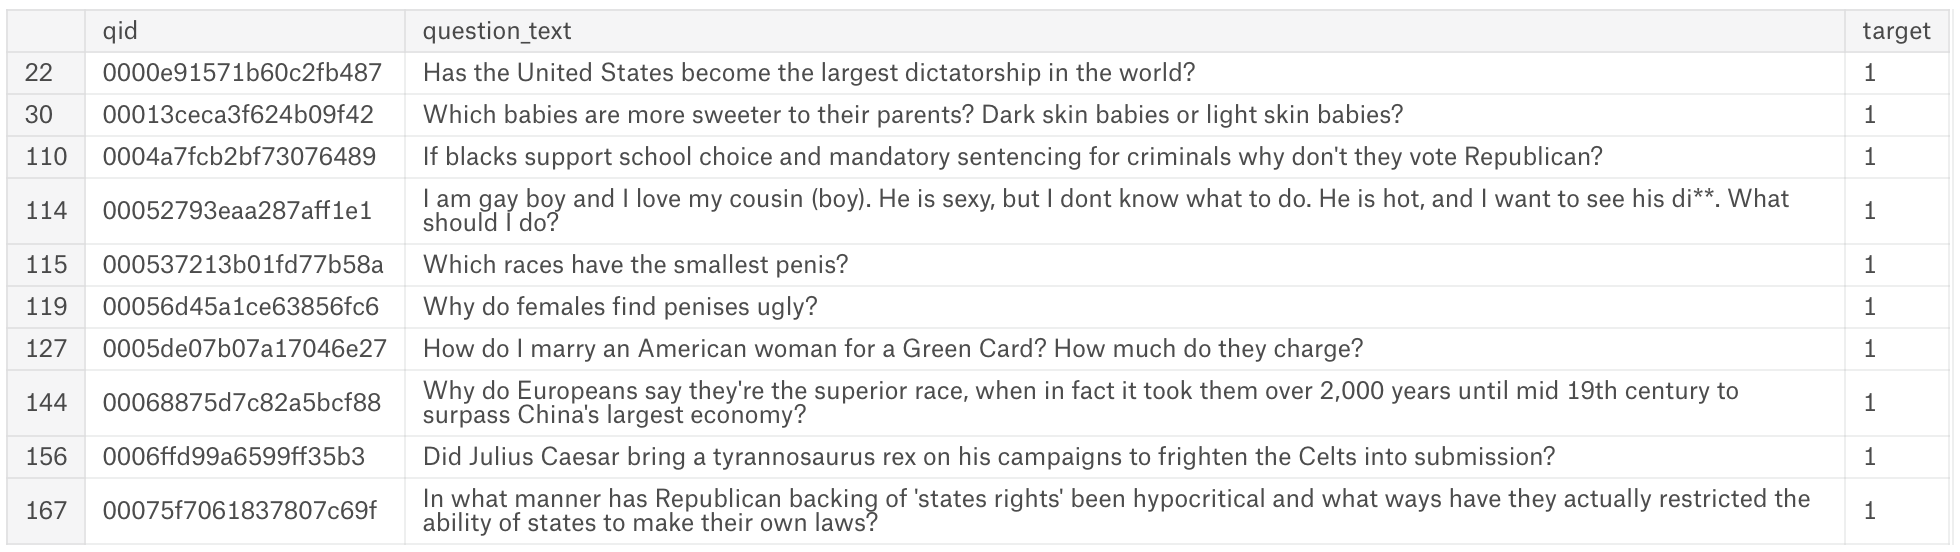 qid question_text target
22 0000e91571b60c2fb487 Has the United States become the largest dictatorship in the world? 1
30 00013ceca3f624b09f42 Which babies are more sweeter to their parents? Dark skin babies or light skin babies? 1
110 0004a7fcb2bf73076489 If blacks support school choice and mandatory sentencing for criminals why don't they vote Republican? 1
114 00052793eaa287aff1e1 I am gay boy and I love my cousin (boy). He is sexy, but I dont know what to do. He is hot, and I want to see his di**. What
should I do? 1
115 000537213b01fd77b58a Which races have the smallest penis? 1
119 00056d45a1ce63856fc6 Why do females find penises ugly? 1
127 0005de07b07a17046e27 How do I marry an American woman for a Green Card? How much do they charge? 1
144 00068875d7c82a5bcf88 Why do Europeans say they're the superior race, when in fact it took them over 2,000 years until mid 19th century to
surpass China's largest economy? 1
156 0006ffd99a6599ff35b3 Did Julius Caesar bring a tyrannosaurus rex on his campaigns to frighten the Celts into submission? 1
167 00075f7061837807c69f In what manner has Republican backing of 'states rights' been hypocritical and what ways have they actually restricted the
ability of states to make their own laws? 1